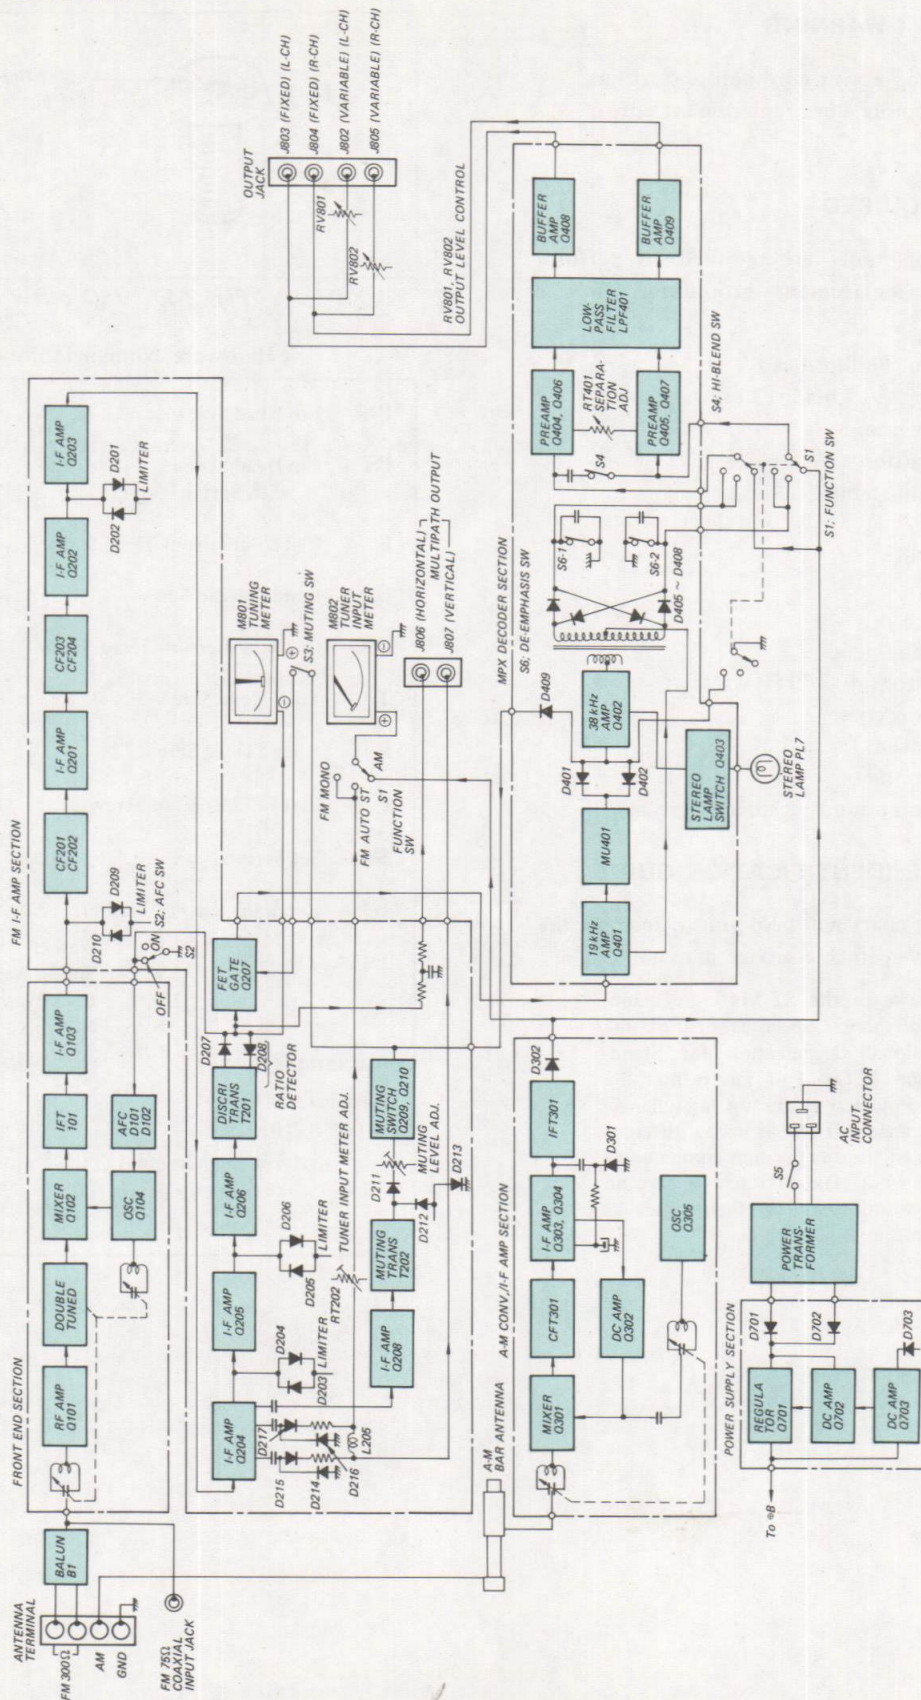 ANTENNA
TERMINAL
FM 300Ω
AM
GND
FM 75Ω
COAXIAL
INPUT JACK
BALUN
B1
FRONT END SECTION
RF AMP
Q101
DOUBLE
TUNED
MIXER
Q102
IFT
101
I-F AMP
Q103
OSC
Q104
AFC
D101
D102
OFF
ON
S2
S2; AFC SW
D210
D209
LIMITER
FM I-F AMP SECTION
CF201
CF202
I-F AMP
Q201
CF203
CF204
I-F AMP
Q202
D202
D201
LIMITER
I-F AMP
Q203
I-F AMP
Q204
D217
D215
D214
D216
L205
D204
D203
LIMITER
I-F AMP
Q205
D206
D205
LIMITER
RT202
TUNER INPUT METER ADJ.
I-F AMP
Q206
DISCRI
TRANS
T201
D207
D208
RATIO
DETECTOR
FET
GATE
Q207
I-F AMP
Q208
MUTING
TRANS
T202
D211
D212
D213
MUTING
LEVEL ADJ.
MUTING
SWITCH
Q209, Q210
M801
TUNING
METER
⊖
⊕
S3; MUTING SW
M802
TUNER
INPUT
METER
⊕
⊖
FM MONO
FM AUTO ST
AM
S1
FUNCTION
SW
J806 (HORIZONTAL)
MULTIPATH OUTPUT
J807 (VERTICAL)
OUTPUT
JACK
J803 (FIXED) (L-CH)
J804 (FIXED) (R-CH)
J802 (VARIABLE) (L-CH)
J805 (VARIABLE) (R-CH)
RV801
RV802
RV801, RV802
OUTPUT LEVEL CONTROL
A-M
BAR ANTENNA
A-M CONV./I-F AMP SECTION
MIXER
Q301
CFT301
I-F AMP
Q303, Q304
IFT301
D302
D301
DC AMP
Q302
OSC
Q305
MPX DECODER SECTION
19 kHz
AMP
Q401
MU401
D401
D402
D409
38 kHz
AMP
Q402
STEREO
LAMP
SWITCH Q403
STEREO
LAMP PL7
S6; DE-EMPHASIS SW
S6-1
S6-2
D405 ~ D408
PREAMP
Q404, Q406
S4
RT401
SEPARA-
TION
ADJ
PREAMP
Q405, Q407
LOW-
PASS
FILTER
LPF401
BUFFER
AMP
Q408
BUFFER
AMP
Q409
S4; HI-BLEND SW
S1
S1; FUNCTION SW
POWER SUPPLY SECTION
To ⊕B
REGULA
TOR
Q701
DC AMP
Q702
DC AMP
Q703
D701
D702
D703
POWER
TRANS-
FORMER
S5
AC
INPUT
CONNECTOR